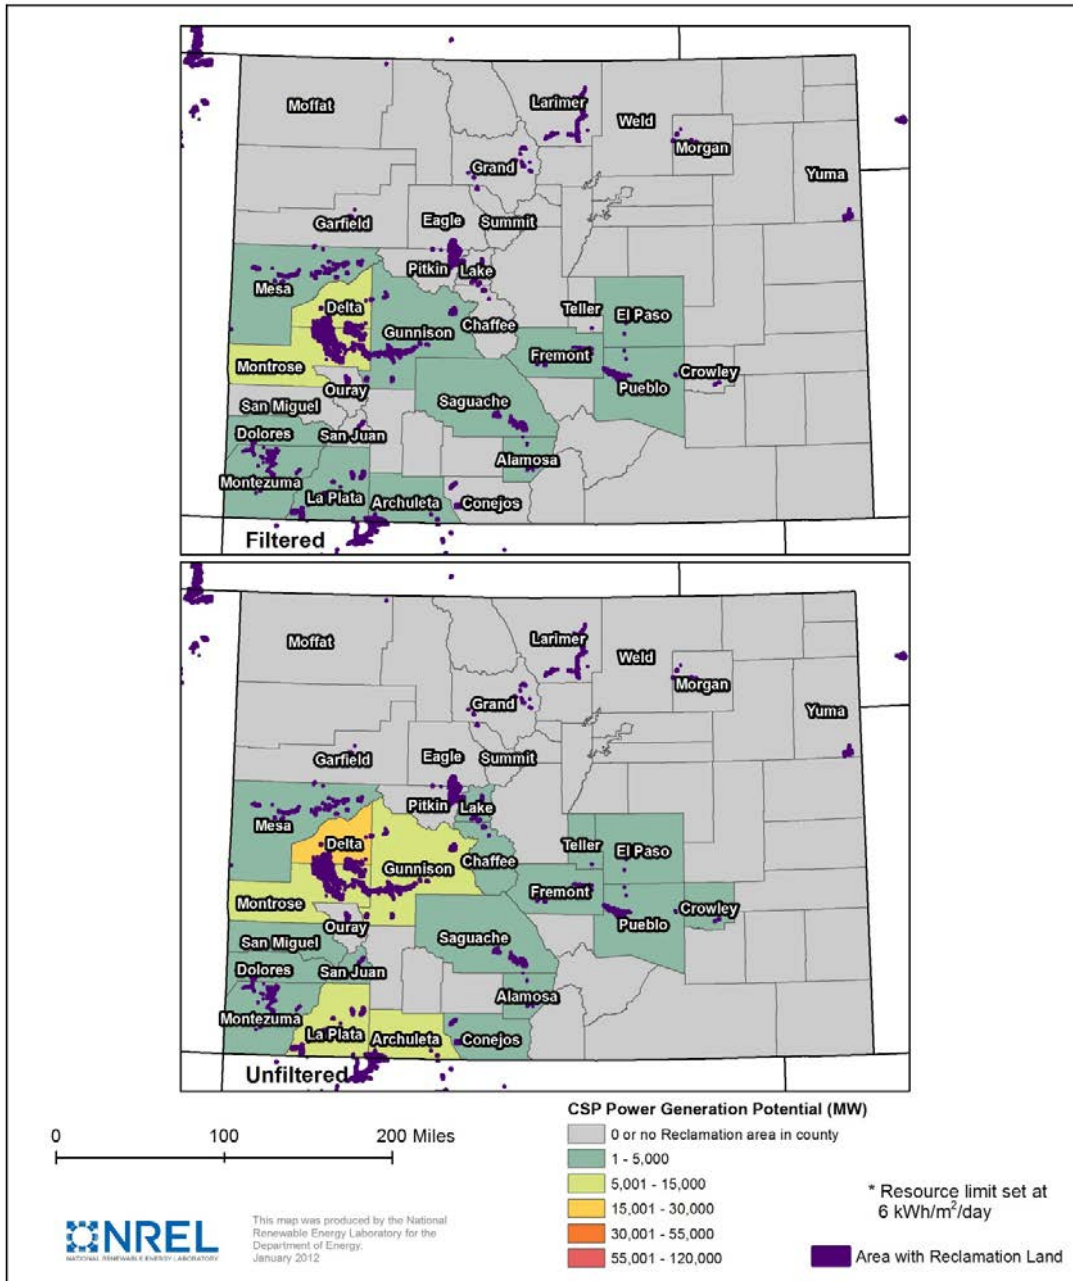 Moffat
Larimer
Weld
Morgan
Grand
Yuma
Garfield
Eagle
Summit
Pitkin
Lake
Mesa
Delta
Teller
El Paso
Gunnison
Chaffee
Fremont
Montrose
Crowley
Ouray
Pueblo
San Miguel
Saguache
Dolores
San Juan
Alamosa
Montezuma
La Plata
Archuleta
Conejos
Filtered
Moffat
Larimer
Weld
Morgan
Grand
Yuma
Garfield
Eagle
Summit
Pitkin
Lake
Mesa
Delta
Teller
El Paso
Gunnison
Chaffee
Fremont
Montrose
Crowley
Ouray
Pueblo
San Miguel
Saguache
Dolores
San Juan
Alamosa
Montezuma
La Plata
Archuleta
Conejos
Unfiltered
CSP Power Generation Potential (MW)
0 or no Reclamation area in county
1 - 5,000
5,001 - 15,000
15,001 - 30,000
30,001 - 55,000
55,001 - 120,000
0 100 200 Miles
* Resource limit set at
6 kWh/m²/day
Area with Reclamation Land
NREL
NATIONAL RENEWABLE ENERGY LABORATORY
This map was produced by the National
Renewable Energy Laboratory for the
Department of Energy.
January 2012